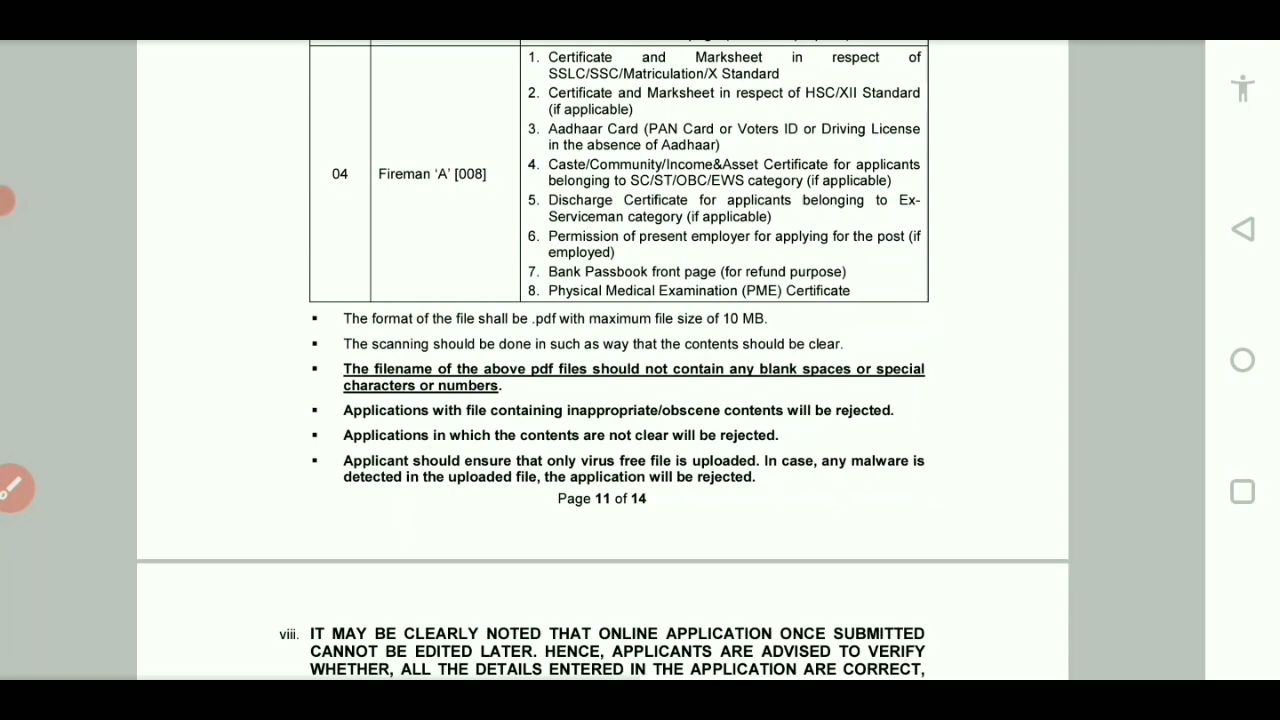 1. Certificate and Marksheet in respect of
SSLC/SSC/Matriculation/X Standard
2. Certificate and Marksheet in respect of HSC/XII Standard
(if applicable)
3. Aadhaar Card (PAN Card or Voters ID or Driving License
in the absence of Aadhaar)
4. Caste/Community/Income&Asset Certificate for applicants
belonging to SC/ST/OBC/EWS category (if applicable)
04 Fireman ‘A’ [008]
5. Discharge Certificate for applicants belonging to Ex-
Serviceman category (if applicable)
6. Permission of present employer for applying for the post (if
employed)
7. Bank Passbook front page (for refund purpose)
8. Physical Medical Examination (PME) Certificate
▪ The format of the file shall be .pdf with maximum file size of 10 MB.
▪ The scanning should be done in such as way that the contents should be clear.
▪ The filename of the above pdf files should not contain any blank spaces or special
characters or numbers.
▪ Applications with file containing inappropriate/obscene contents will be rejected.
▪ Applications in which the contents are not clear will be rejected.
▪ Applicant should ensure that only virus free file is uploaded. In case, any malware is
detected in the uploaded file, the application will be rejected.
Page 11 of 14
viii. IT MAY BE CLEARLY NOTED THAT ONLINE APPLICATION ONCE SUBMITTED
CANNOT BE EDITED LATER. HENCE, APPLICANTS ARE ADVISED TO VERIFY
WHETHER, ALL THE DETAILS ENTERED IN THE APPLICATION ARE CORRECT,